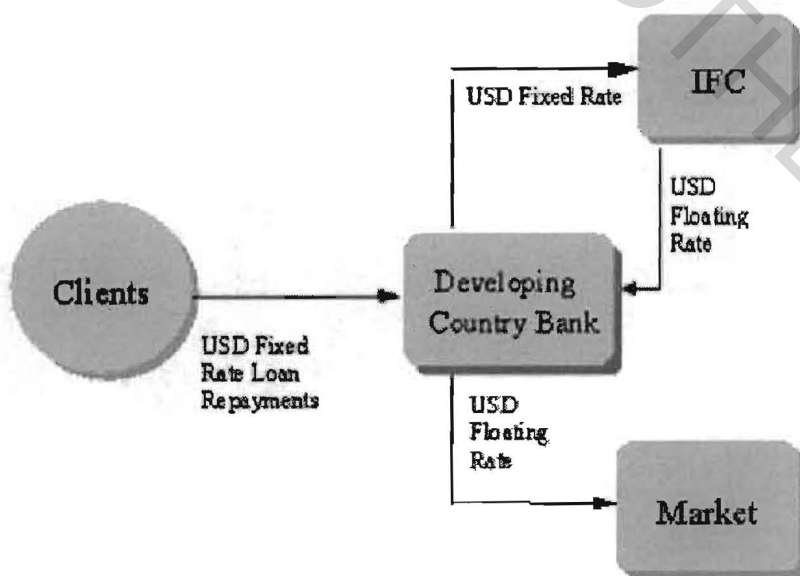 IFC
USD Fixed Rate
USD
Floating
Rate
Clients
Developing
Country Bank
USD Fixed
Rate Loan
Repayments
USD
Floating
Rate
Market